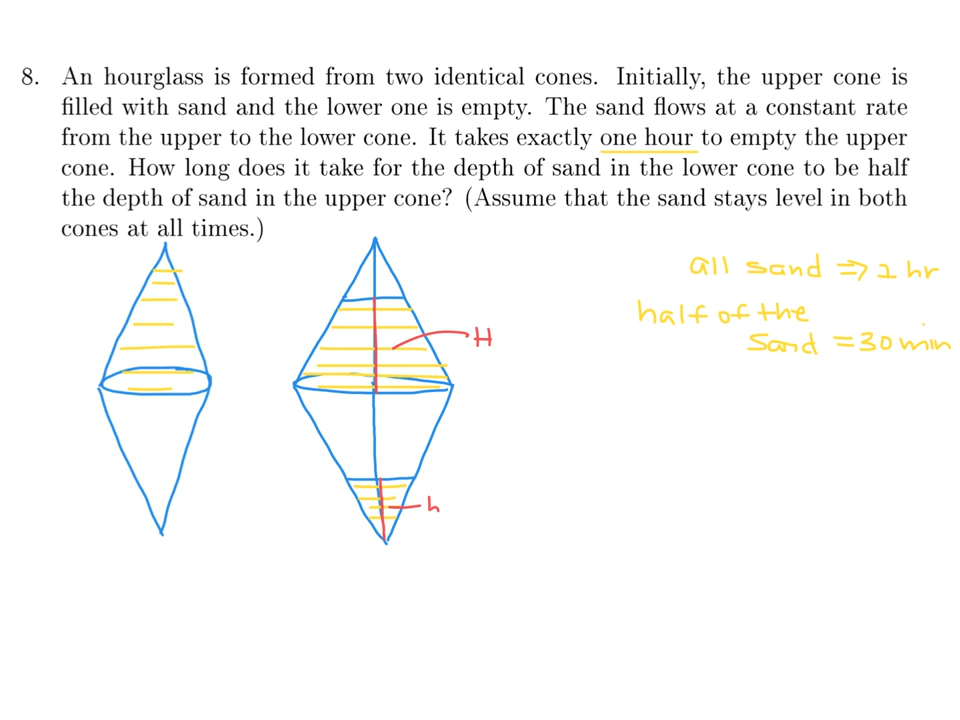 8. An hourglass is formed from two identical cones. Initially, the upper cone is
filled with sand and the lower one is empty. The sand flows at a constant rate
from the upper to the lower cone. It takes exactly one hour to empty the upper
cone. How long does it take for the depth of sand in the lower cone to be half
the depth of sand in the upper cone? (Assume that the sand stays level in both
cones at all times.)
all sand ⇒ 1 hr
half of the
sand = 30 min
H
h